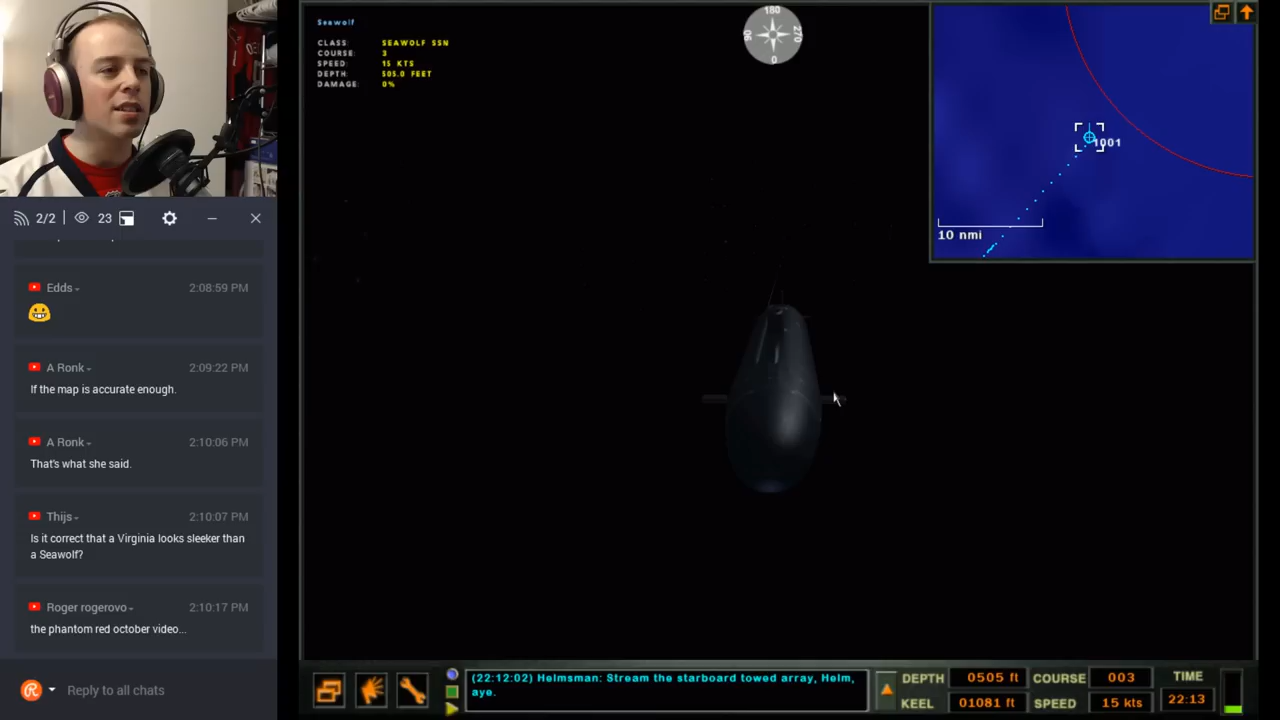 Seawolf
CLASS: SEAWOLF SSN
COURSE: 3
SPEED: 15 KTS
DEPTH: 505.0 FEET
DAMAGE: 0%
180
90
270
0
1001
10 nmi
2/2
23
Edds
2:08:59 PM
A Ronk
2:09:22 PM
If the map is accurate enough.
A Ronk
2:10:06 PM
That's what she said.
Thijs
2:10:07 PM
Is it correct that a Virginia looks sleeker than
a Seawolf?
Roger rogerovo
2:10:17 PM
the phantom red october video...
Reply to all chats
(22:12:02) Helmsman: Stream the starboard towed array, Helm,
aye.
DEPTH 0505 ft COURSE 003 TIME
KEEL 01081 ft SPEED 15 kts 22:13